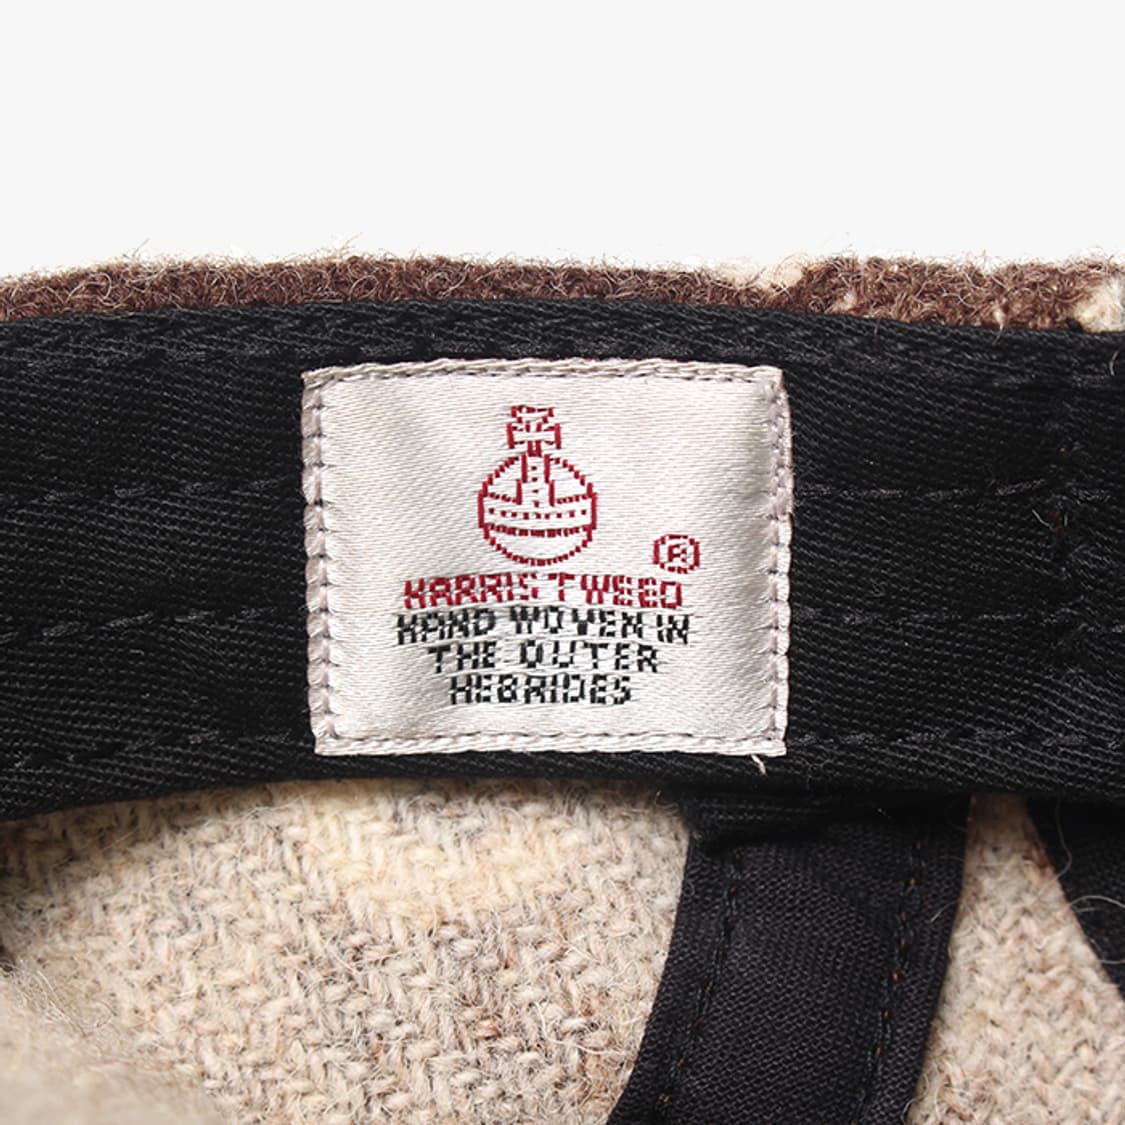 ®
HARRIS TWEED
HAND WOVEN IN
THE OUTER
HEBRIDES